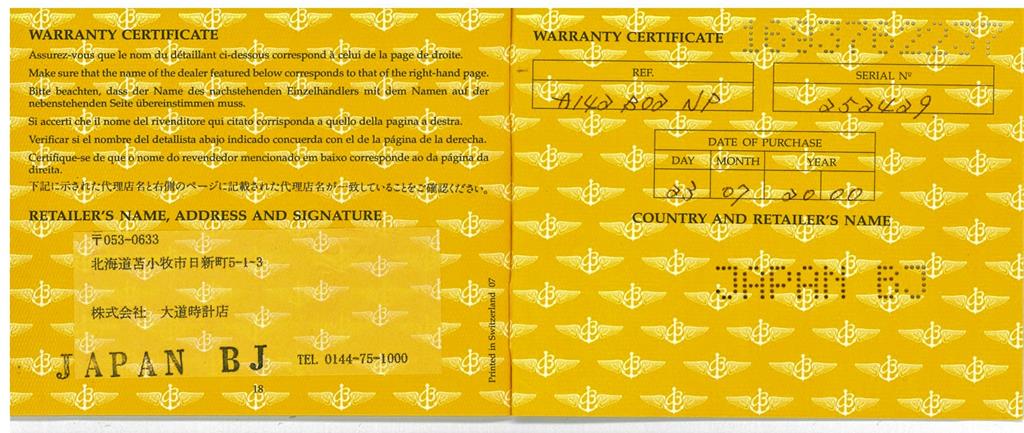 WARRANTY CERTIFICATE
Assurez-vous que le nom du détaillant ci-dessous correspond à celui de la page de droite.
Make sure that the name of the dealer featured below corresponds to that of the right-hand page.
Bitte beachten, dass der Name des nachstehenden Einzelhändlers mit dem Namen auf der
nebenstehenden Seite übereinstimmen muss.
Si accerti che il nome del rivenditore qui citato corrisponda a quello della pagina a destra.
Verificar si el nombre del detallista abajo indicado concuerda con el de la página de la derecha.
Certifique-se de que o nome do revendedor mencionado em baixo corresponde ao da página da
direita.
下記に示された代理店名と右側のページに記載された代理店名が一致していることをご確認ください。
RETAILER'S NAME, ADDRESS AND SIGNATURE
〒053-0633
北海道苫小牧市日新町5-1-3
株式会社 大道時計店
JAPAN BJ
TEL 0144-75-1000
18
Printed in Switzerland 07
WARRANTY CERTIFICATE
REF.
SERIAL Nº
A142 B02 NP
252429
DATE OF PURCHASE
DAY MONTH YEAR
23 07 20 00
COUNTRY AND RETAILER'S NAME
JAPAN BJ